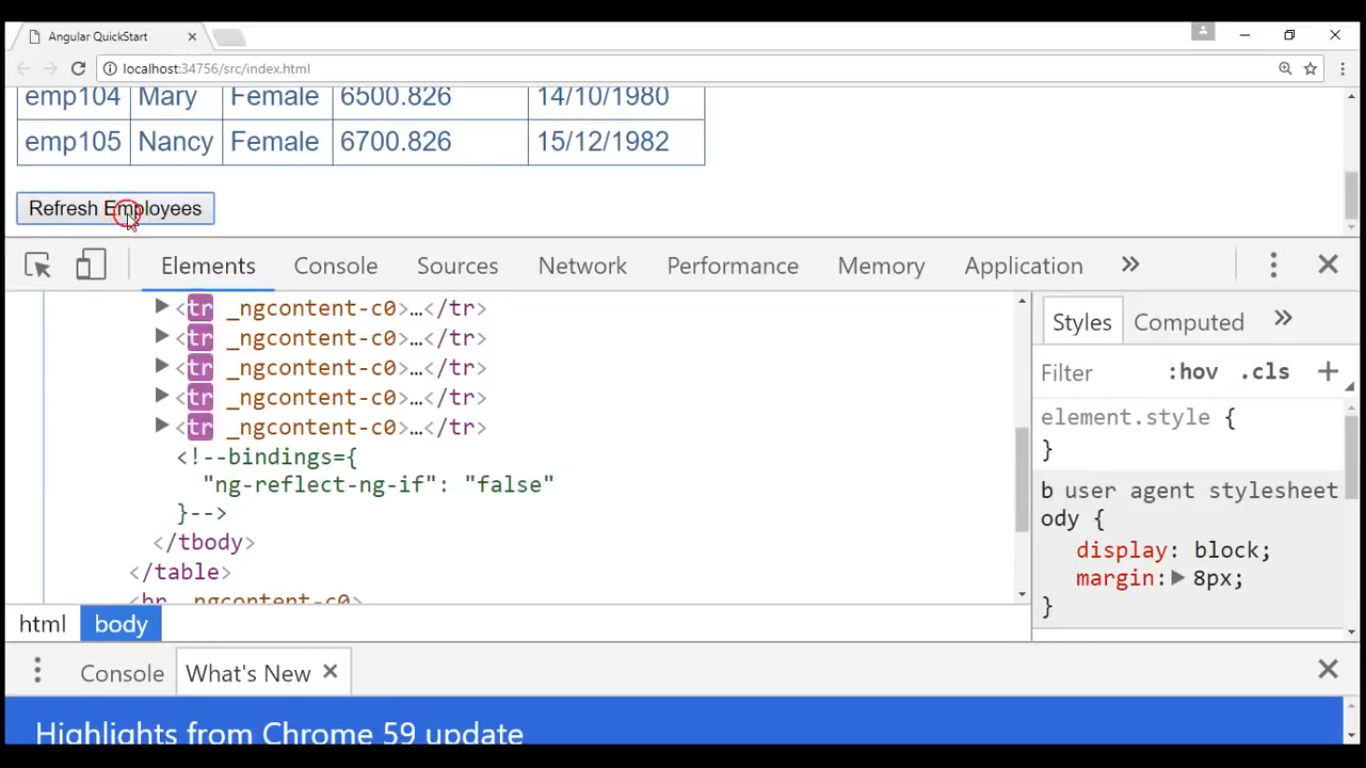 Angular QuickStart
localhost:34756/src/index.html
emp104 Mary Female 6500.826 14/10/1980
emp105 Nancy Female 6700.826 15/12/1982
Refresh Employees
Elements Console Sources Network Performance Memory Application »
<tr _ngcontent-c0>…</tr>
<tr _ngcontent-c0>…</tr>
<tr _ngcontent-c0>…</tr>
<tr _ngcontent-c0>…</tr>
<tr _ngcontent-c0>…</tr>
<!--bindings={
"ng-reflect-ng-if": "false"
}-->
</tbody>
</table>
<br _ngcontent-c0>
html body
Styles Computed »
Filter :hov .cls +
element.style {
}
b user agent stylesheet
ody {
display: block;
margin: 8px;
}
Console What's New
Highlights from Chrome 59 update